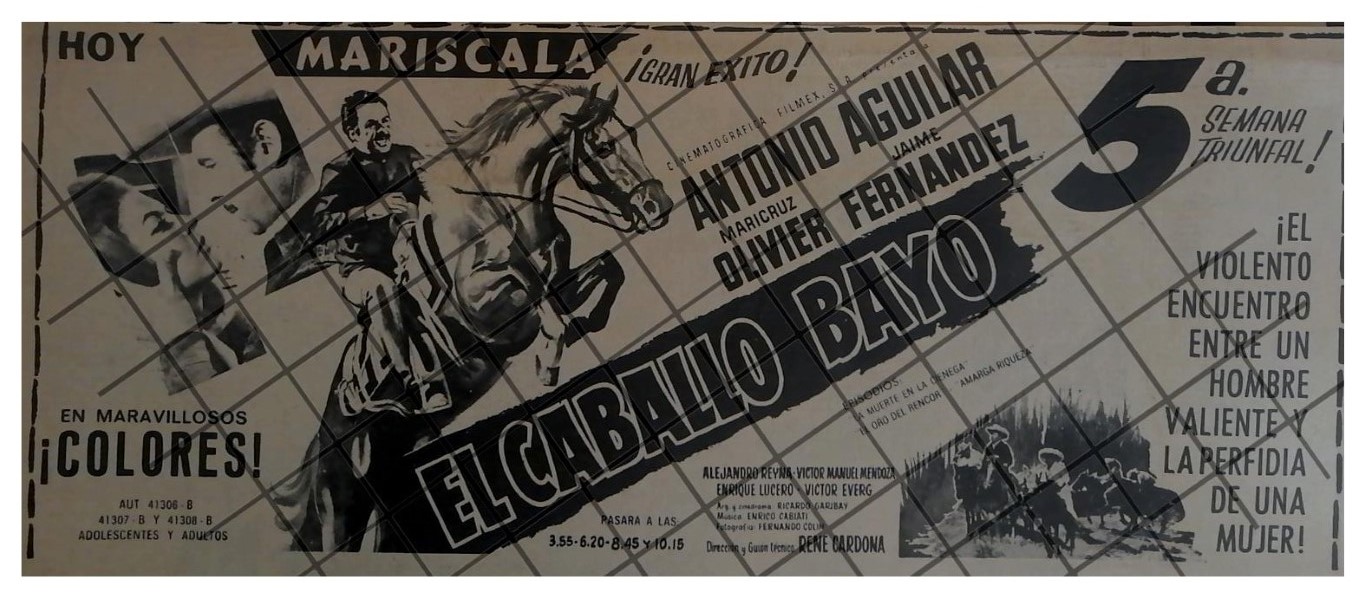 HOY
MARISCALA
¡GRAN EXITO!
CINEMATOGRAFICA FILMEX, S.A. presenta a
ANTONIO AGUILAR
MARICRUZ JAIME
OLIVIER FERNANDEZ
EL CABALLO BAYO
5a.
SEMANA
TRIUNFAL!
¡EL
VIOLENTO
ENCUENTRO
ENTRE UN
HOMBRE
VALIENTE Y
LA PERFIDIA
DE UNA
MUJER!
EN MARAVILLOSOS
¡COLORES!
AUT 41306-B
41307-B Y 41308-B
ADOLESCENTES Y ADULTOS
EPISODIOS:
LA MUERTE EN LA CIENEGA" "AMARGA RIQUEZA"
EL OÑO DEL RENCOR
PASARA A LAS:
3.55-6.20-8.45 Y 10.15
ALEJANDRO REYNA-VICTOR MANUEL MENDOZA
ENRIQUE LUCERO - VICTOR EVERG
Arg. y cinedrama RICARDO GARIBAY
Música ENRICO CABIATI
Fotografía: FERNANDO COLIN
Dirección y Guión técnico RENE CARDONA